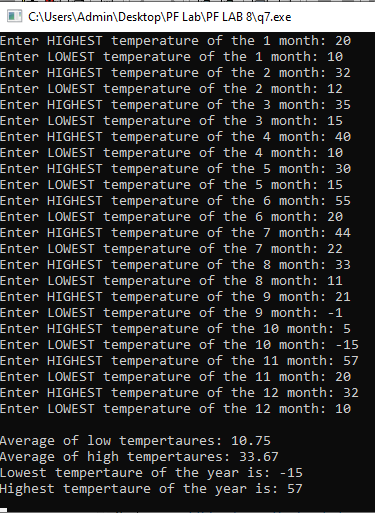 C:\Users\Admin\Desktop\PF Lab\PF LAB 8\q7.exe
Enter HIGHEST temperature of the 1 month: 20
Enter LOWEST temperature of the 1 month: 10
Enter HIGHEST temperature of the 2 month: 32
Enter LOWEST temperature of the 2 month: 12
Enter HIGHEST temperature of the 3 month: 35
Enter LOWEST temperature of the 3 month: 15
Enter HIGHEST temperature of the 4 month: 40
Enter LOWEST temperature of the 4 month: 10
Enter HIGHEST temperature of the 5 month: 30
Enter LOWEST temperature of the 5 month: 15
Enter HIGHEST temperature of the 6 month: 55
Enter LOWEST temperature of the 6 month: 20
Enter HIGHEST temperature of the 7 month: 44
Enter LOWEST temperature of the 7 month: 22
Enter HIGHEST temperature of the 8 month: 33
Enter LOWEST temperature of the 8 month: 11
Enter HIGHEST temperature of the 9 month: 21
Enter LOWEST temperature of the 9 month: -1
Enter HIGHEST temperature of the 10 month: 5
Enter LOWEST temperature of the 10 month: -15
Enter HIGHEST temperature of the 11 month: 57
Enter LOWEST temperature of the 11 month: 20
Enter HIGHEST temperature of the 12 month: 32
Enter LOWEST temperature of the 12 month: 10
Average of low tempertaures: 10.75
Average of high tempertaures: 33.67
Lowest tempertaure of the year is: -15
Highest tempertaure of the year is: 57